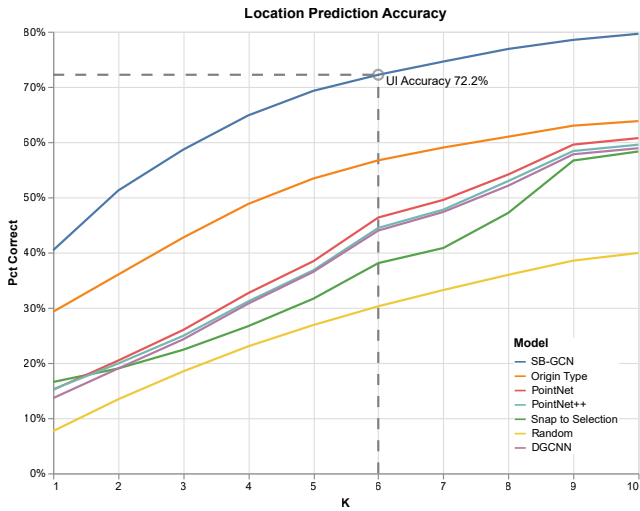 Location Prediction Accuracy
80%
70%
60%
50%
40%
30%
20%
10%
0%
Pct Correct
UI Accuracy 72.2%
Model
SB-GCN
Origin Type
PointNet
PointNet++
Snap to Selection
Random
DGCNN
1 2 3 4 5 6 7 8 9 10
K